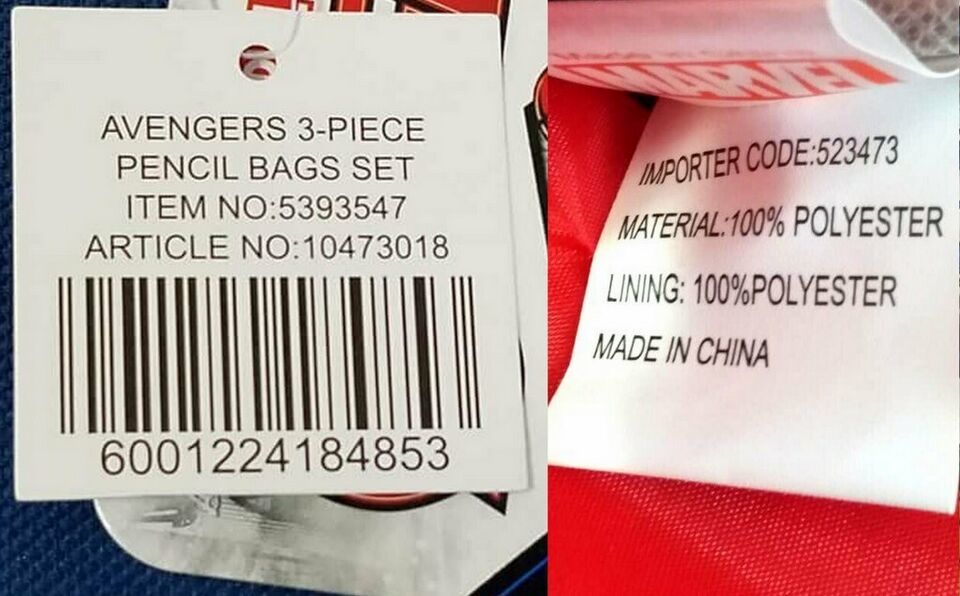 AVENGERS 3-PIECE
PENCIL BAGS SET
ITEM NO:5393547
ARTICLE NO:10473018
6001224184853
MARVEL
IMPORTER CODE:523473
MATERIAL:100% POLYESTER
LINING: 100%POLYESTER
MADE IN CHINA